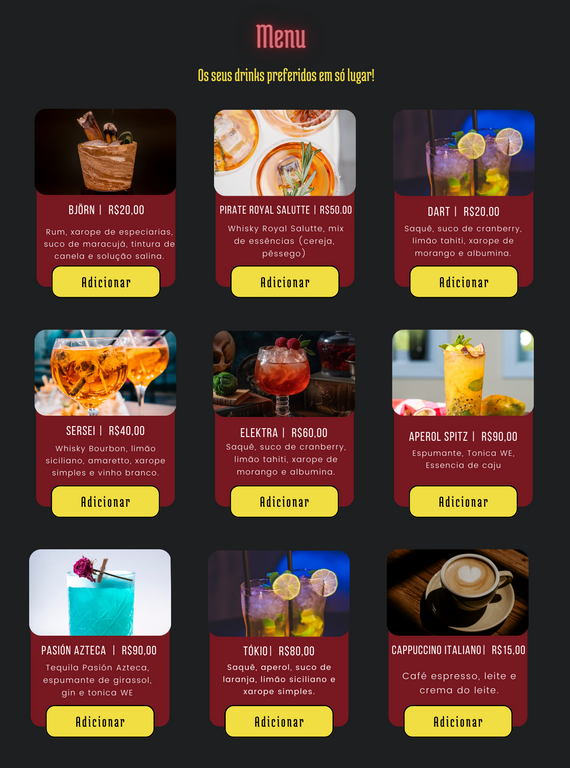 Menu
Os seus drinks preferidos em só lugar!
BJÖRN | R$20,00
Rum, xarope de especiarias,
suco de maracujá, tintura de
canela e solução salina.
Adicionar
PIRATE ROYAL SALUTTE | R$50.00
Whisky Royal Salutte, mix
de essências (cereja,
pêssego)
Adicionar
DART | R$20,00
Saquê, suco de cranberry,
limão tahiti, xarope de
morango e albumina.
Adicionar
SERSEI | R$40,00
Whisky Bourbon, limão
siciliano, amaretto, xarope
simples e vinho branco.
Adicionar
ELEKTRA | R$60,00
Saquê, suco de cranberry,
limão tahiti, xarope de
morango e albumina.
Adicionar
APEROL SPITZ | R$90,00
Espumante, Tonica WE,
Essencia de caju
Adicionar
PASIÓN AZTECA | R$90,00
Tequila Pasión Azteca,
espumante de girassol,
gin e tonica WE
Adicionar
TÓKIO| R$80,00
Saquê, aperol, suco de
laranja, limão siciliano e
xarope simples.
Adicionar
CAPPUCCINO ITALIANO| R$15,00
Café espresso, leite e
crema do leite.
Adicionar